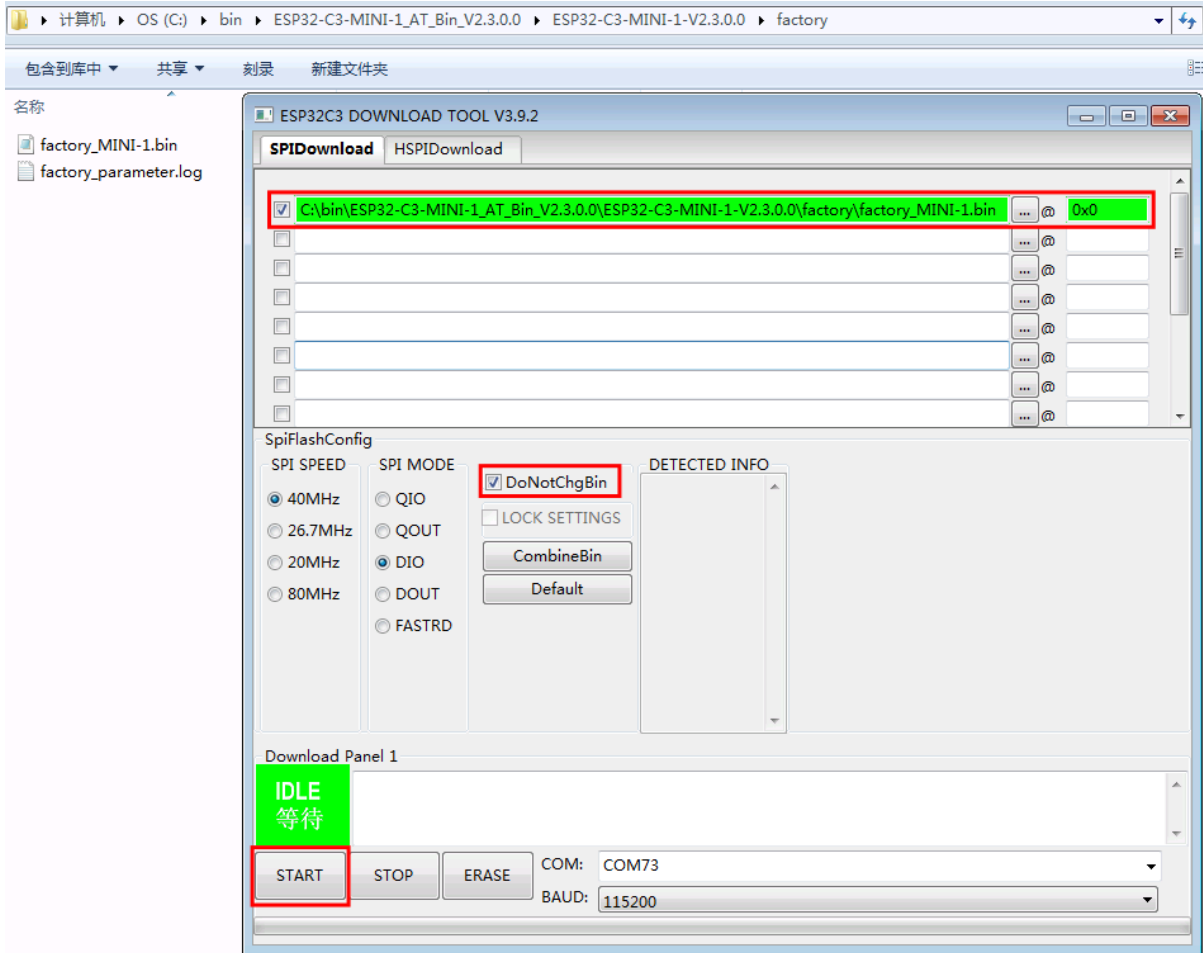 计算机 OS (C:) bin ESP32-C3-MINI-1_AT_Bin_V2.3.0.0 ESP32-C3-MINI-1-V2.3.0.0 factory
包含到库中 共享 刻录 新建文件夹
名称
factory_MINI-1.bin
factory_parameter.log
ESP32C3 DOWNLOAD TOOL V3.9.2
SPIDownload HSPIDownload
C:\bin\ESP32-C3-MINI-1_AT_Bin_V2.3.0.0\ESP32-C3-MINI-1-V2.3.0.0\factory\factory_MINI-1.bin ... @ 0x0
... @
... @
... @
... @
... @
... @
... @
SpiFlashConfig
SPI SPEED
40MHz
26.7MHz
20MHz
80MHz
SPI MODE
QIO
QOUT
DIO
DOUT
FASTRD
DoNotChgBin
LOCK SETTINGS
CombineBin
Default
DETECTED INFO
Download Panel 1
IDLE
等待
START STOP ERASE
COM: COM73
BAUD: 115200